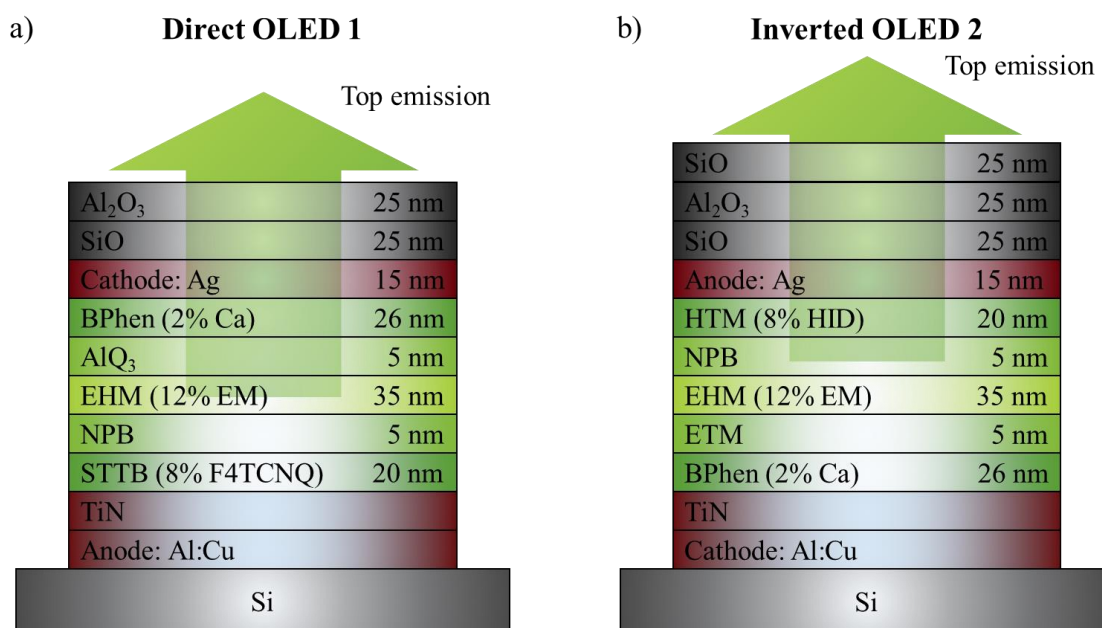 a)
Direct OLED 1
Top emission
Al₂O₃ 25 nm
SiO 25 nm
Cathode: Ag 15 nm
BPhen (2% Ca) 26 nm
AlQ₃ 5 nm
EHM (12% EM) 35 nm
NPB 5 nm
STTB (8% F4TCNQ) 20 nm
TiN
Anode: Al:Cu
Si
b)
Inverted OLED 2
Top emission
SiO 25 nm
Al₂O₃ 25 nm
SiO 25 nm
Anode: Ag 15 nm
HTM (8% HID) 20 nm
NPB 5 nm
EHM (12% EM) 35 nm
ETM 5 nm
BPhen (2% Ca) 26 nm
TiN
Cathode: Al:Cu
Si